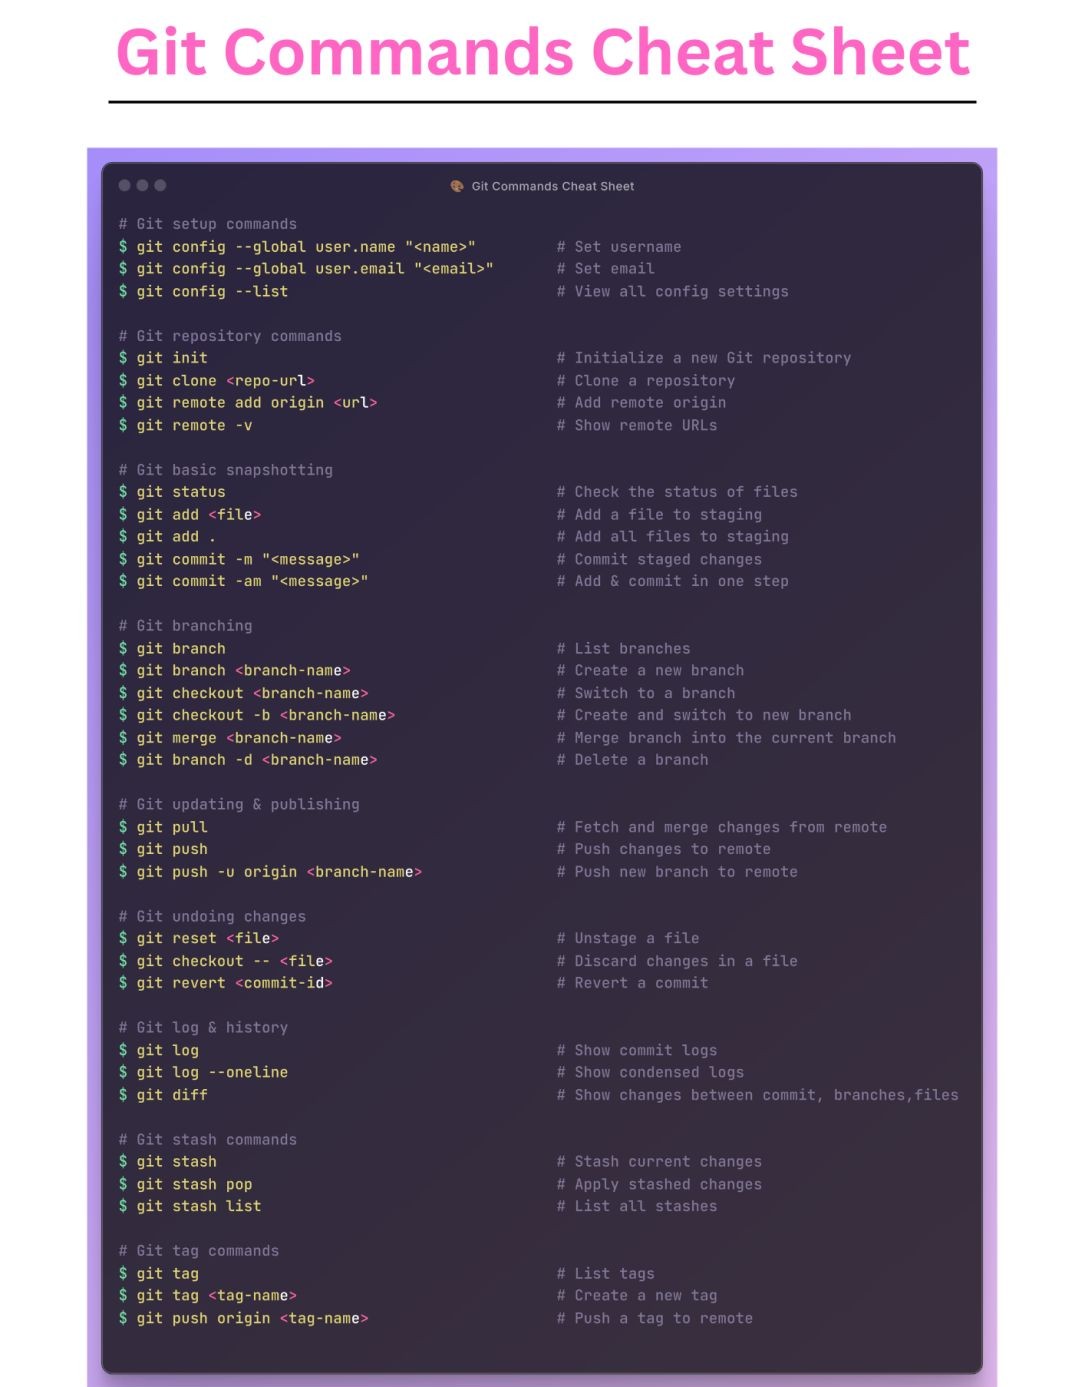 Git Commands Cheat Sheet
Git Commands Cheat Sheet
# Git setup commands
$ git config --global user.name "<name>" # Set username
$ git config --global user.email "<email>" # Set email
$ git config --list # View all config settings
# Git repository commands
$ git init # Initialize a new Git repository
$ git clone <repo-url> # Clone a repository
$ git remote add origin <url> # Add remote origin
$ git remote -v # Show remote URLs
# Git basic snapshotting
$ git status # Check the status of files
$ git add <file> # Add a file to staging
$ git add . # Add all files to staging
$ git commit -m "<message>" # Commit staged changes
$ git commit -am "<message>" # Add & commit in one step
# Git branching
$ git branch # List branches
$ git branch <branch-name> # Create a new branch
$ git checkout <branch-name> # Switch to a branch
$ git checkout -b <branch-name> # Create and switch to new branch
$ git merge <branch-name> # Merge branch into the current branch
$ git branch -d <branch-name> # Delete a branch
# Git updating & publishing
$ git pull # Fetch and merge changes from remote
$ git push # Push changes to remote
$ git push -u origin <branch-name> # Push new branch to remote
# Git undoing changes
$ git reset <file> # Unstage a file
$ git checkout -- <file> # Discard changes in a file
$ git revert <commit-id> # Revert a commit
# Git log & history
$ git log # Show commit logs
$ git log --oneline # Show condensed logs
$ git diff # Show changes between commit, branches,files
# Git stash commands
$ git stash # Stash current changes
$ git stash pop # Apply stashed changes
$ git stash list # List all stashes
# Git tag commands
$ git tag # List tags
$ git tag <tag-name> # Create a new tag
$ git push origin <tag-name> # Push a tag to remote